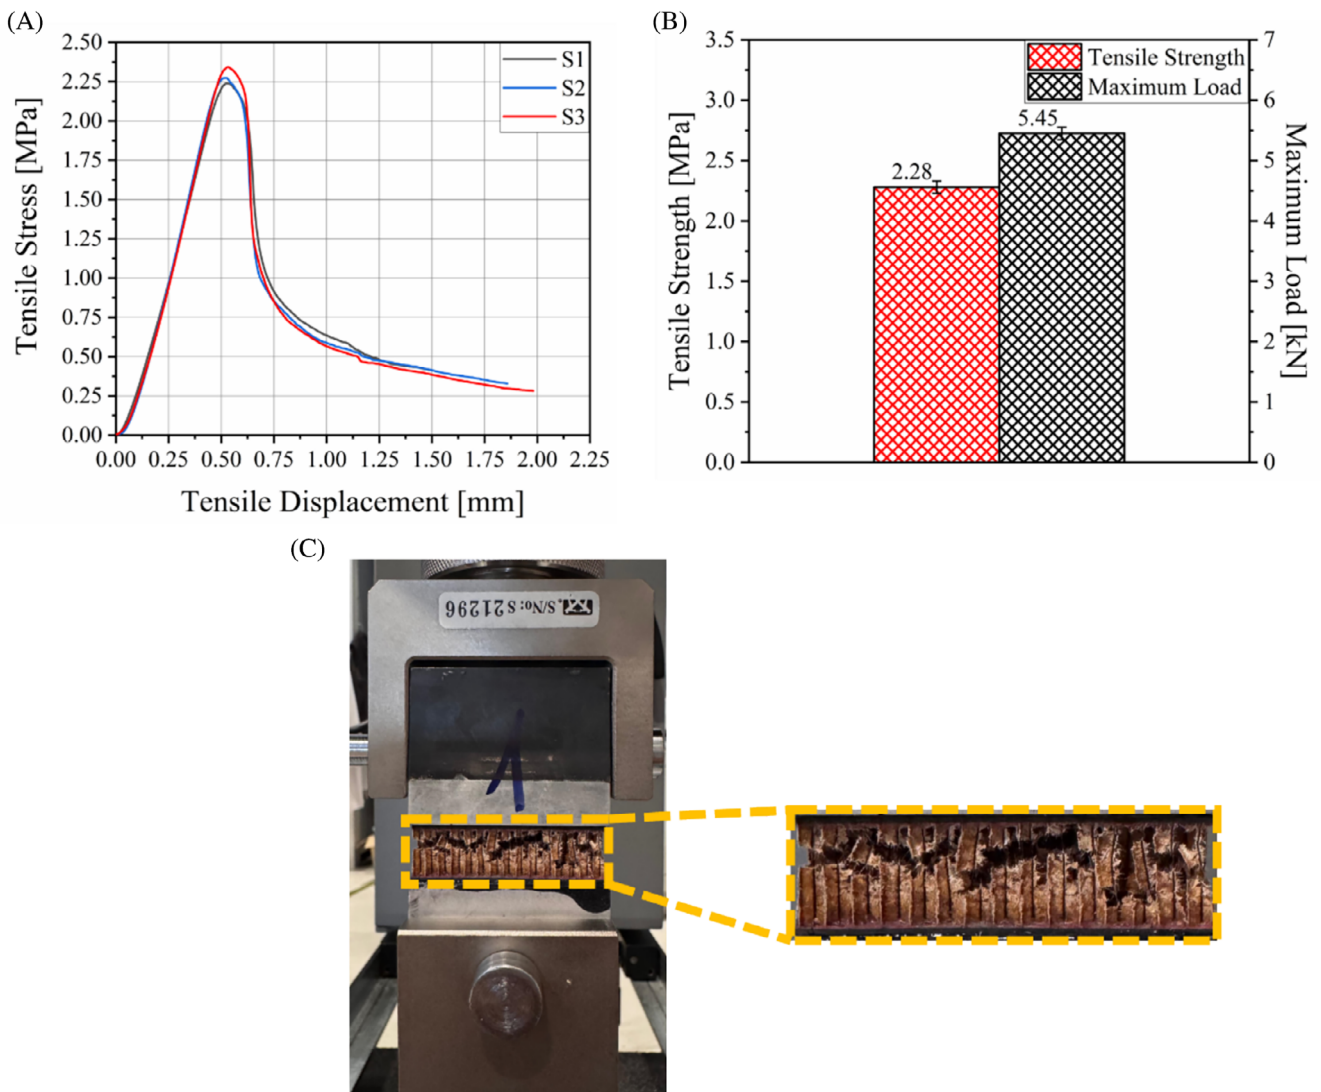 (A)
2.50
2.25
2.00
1.75
1.50
1.25
1.00
0.75
0.50
0.25
0.00
Tensile Stress [MPa]
S1
S2
S3
0.00 0.25 0.50 0.75 1.00 1.25 1.50 1.75 2.00 2.25
Tensile Displacement [mm]
(B)
3.5
3.0
2.5
2.0
1.5
1.0
0.5
0.0
Tensile Strength [MPa]
Tensile Strength
Maximum Load
2.28
5.45
7
6
5
4
3
2
1
0
Maximum Load [kN]
(C)
S/No: S 21296
1